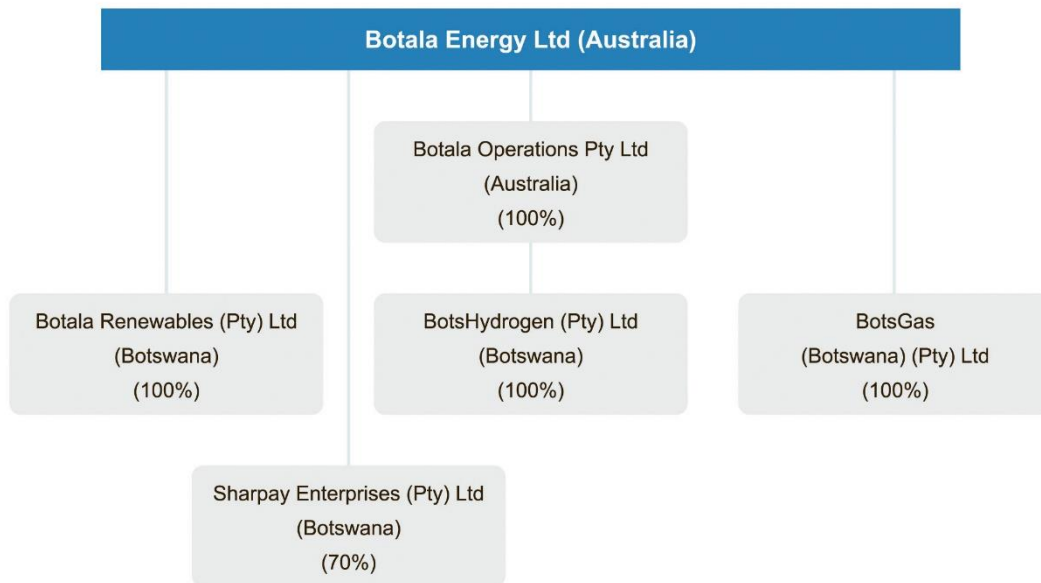 Botala Energy Ltd (Australia)
Botala Operations Pty Ltd
(Australia)
(100%)
Botala Renewables (Pty) Ltd
(Botswana)
(100%)
BotsHydrogen (Pty) Ltd
(Botswana)
(100%)
BotsGas
(Botswana) (Pty) Ltd
(100%)
Sharpay Enterprises (Pty) Ltd
(Botswana)
(70%)